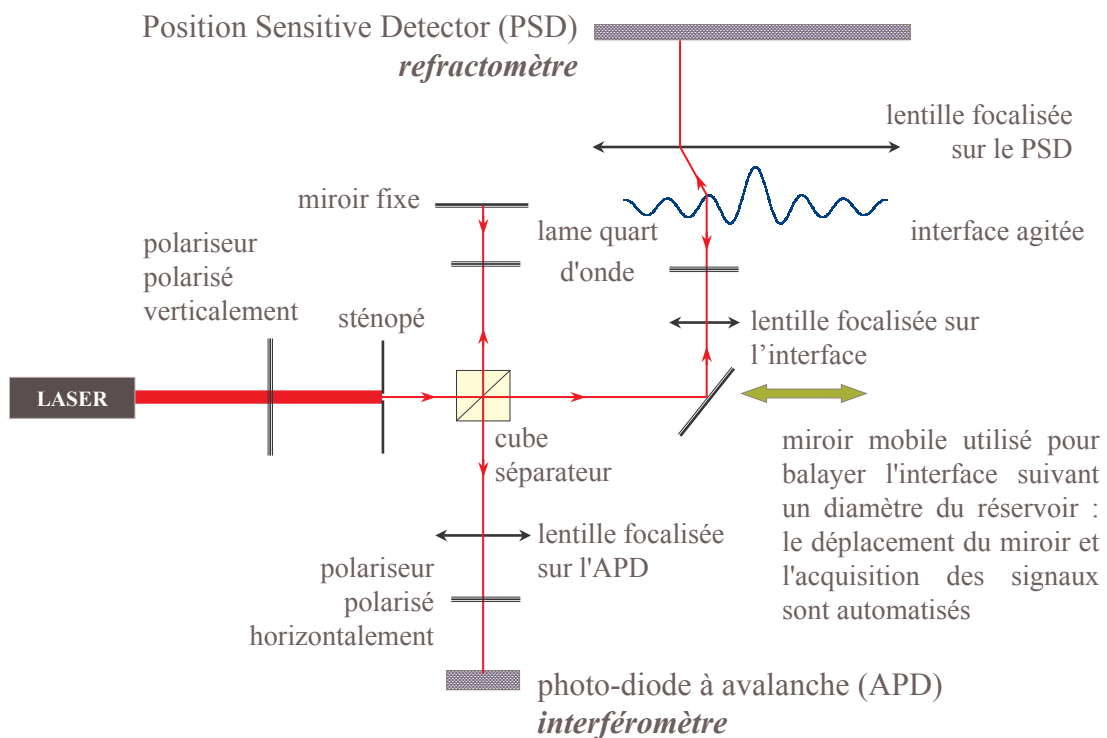 Position Sensitive Detector (PSD)
refractomètre
lentille focalisée
sur le PSD
miroir fixe
lame quart
d'onde
interface agitée
polariseur
polarisé
verticalement
sténopé
lentille focalisée sur
l’interface
LASER
cube
séparateur
miroir mobile utilisé pour
balayer l'interface suivant
un diamètre du réservoir :
le déplacement du miroir et
l'acquisition des signaux
sont automatisés
lentille focalisée
sur l'APD
polariseur
polarisé
horizontalement
photo-diode à avalanche (APD)
interféromètre